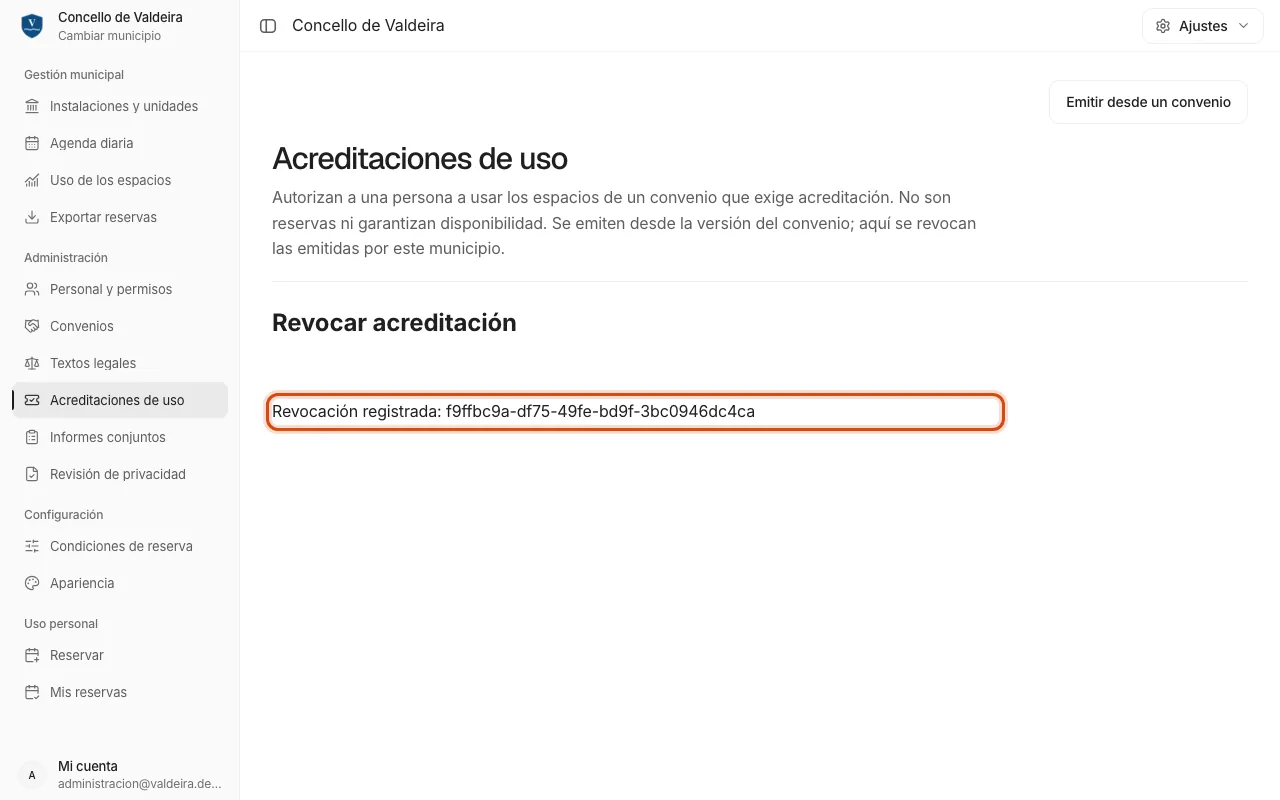 Concello de Valdeira
Cambiar municipio
Gestión municipal
Instalaciones y unidades
Agenda diaria
Uso de los espacios
Exportar reservas
Administración
Personal y permisos
Convenios
Textos legales
Acreditaciones de uso
Informes conjuntos
Revisión de privacidad
Configuración
Condiciones de reserva
Apariencia
Uso personal
Reservar
Mis reservas
A
Mi cuenta
administracion@valdeira.de...
Concello de Valdeira
Ajustes
Emitir desde un convenio
Acreditaciones de uso
Autorizan a una persona a usar los espacios de un convenio que exige acreditación. No son
reservas ni garantizan disponibilidad. Se emiten desde la versión del convenio; aquí se revocan
las emitidas por este municipio.
Revocar acreditación
Revocación registrada: f9ffbc9a-df75-49fe-bd9f-3bc0946dc4ca